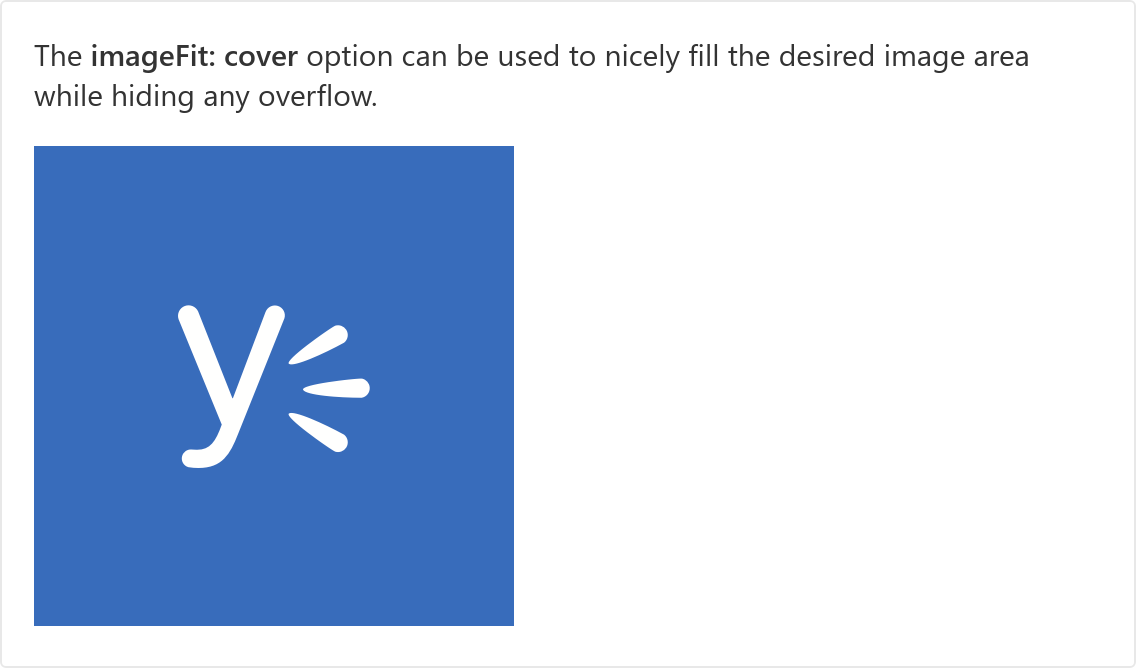 The imageFit: cover option can be used to nicely fill the desired image area
while hiding any overflow.
y